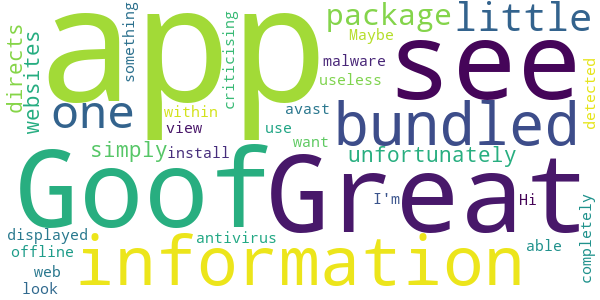 app
see
Goof
Great
information
bundled
little
one
package
unfortunately
simply
directs
websites
something
criticising
Maybe
malware
useless
avast
within
view
use
install
want
detected
I'm
Hi
completely
able
displayed
offline
antivirus
web
look